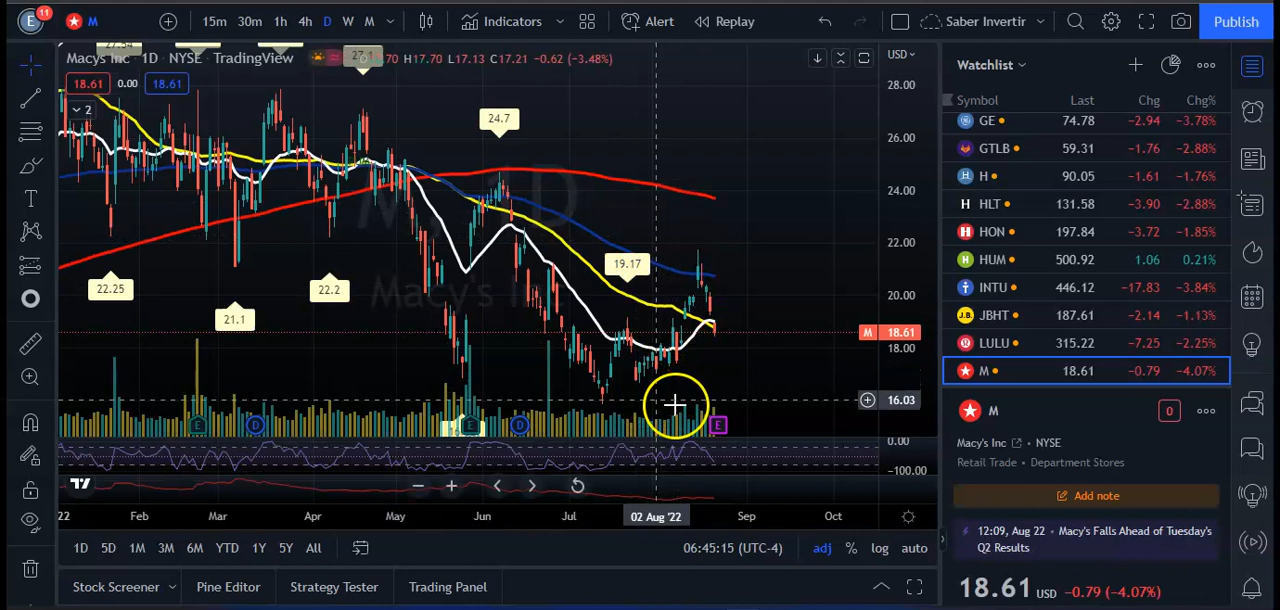 E 11 M 15m 30m 1h 4h D W M Indicators Alert Replay Saber Invertir Publish
Macys Inc 1D NYSE TradingView H17.70 L17.13 C17.21 −0.62 (−3.48%) USD
18.61 0.00 18.61
2
27.1
24.7
22.25
21.1
22.2
19.17
28.00
26.00
24.00
22.00
20.00
M 18.61
18.00
16.03
E D E D E
0.00
−100.00
22 Feb Mar Apr May Jun Jul 02 Aug '22 Sep Oct
1D 5D 1M 3M 6M YTD 1Y 5Y All 06:45:15 (UTC-4) adj % log auto
Stock Screener Pine Editor Strategy Tester Trading Panel
Watchlist
Symbol Last Chg Chg%
GE 74.78 −2.94 −3.78%
GTLB 59.31 −1.76 −2.88%
H 90.05 −1.61 −1.76%
H HLT 131.58 −3.90 −2.88%
HON 197.84 −3.72 −1.85%
HUM 500.92 1.06 0.21%
INTU 446.12 −17.83 −3.84%
J.B. JBHT 187.61 −2.14 −1.13%
LULU 315.22 −7.25 −2.25%
M 18.61 −0.79 −4.07%
M 0
Macy's Inc • NYSE
Retail Trade • Department Stores
Add note
12:09, Aug 22 • Macy's Falls Ahead of Tuesday's
Q2 Results
18.61 USD −0.79 (−4.07%)